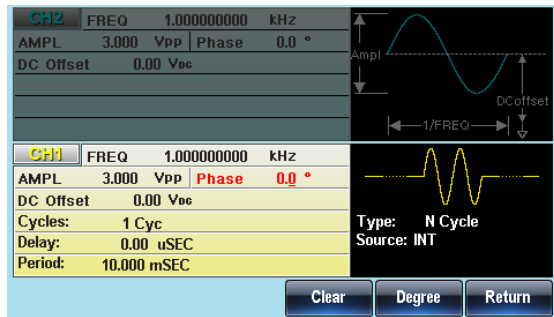 CH2 FREQ 1.000000000 kHz
AMPL 3.000 VPP Phase 0.0 °
DC Offset 0.00 VDC
Ampl
DCoffset
1/FREQ
CH1 FREQ 1.000000000 kHz
AMPL 3.000 VPP Phase 0.0 °
DC Offset 0.00 VDC
Cycles: 1 Cyc
Delay: 0.00 uSEC
Period: 10.000 mSEC
Type: N Cycle
Source: INT
Clear Degree Return